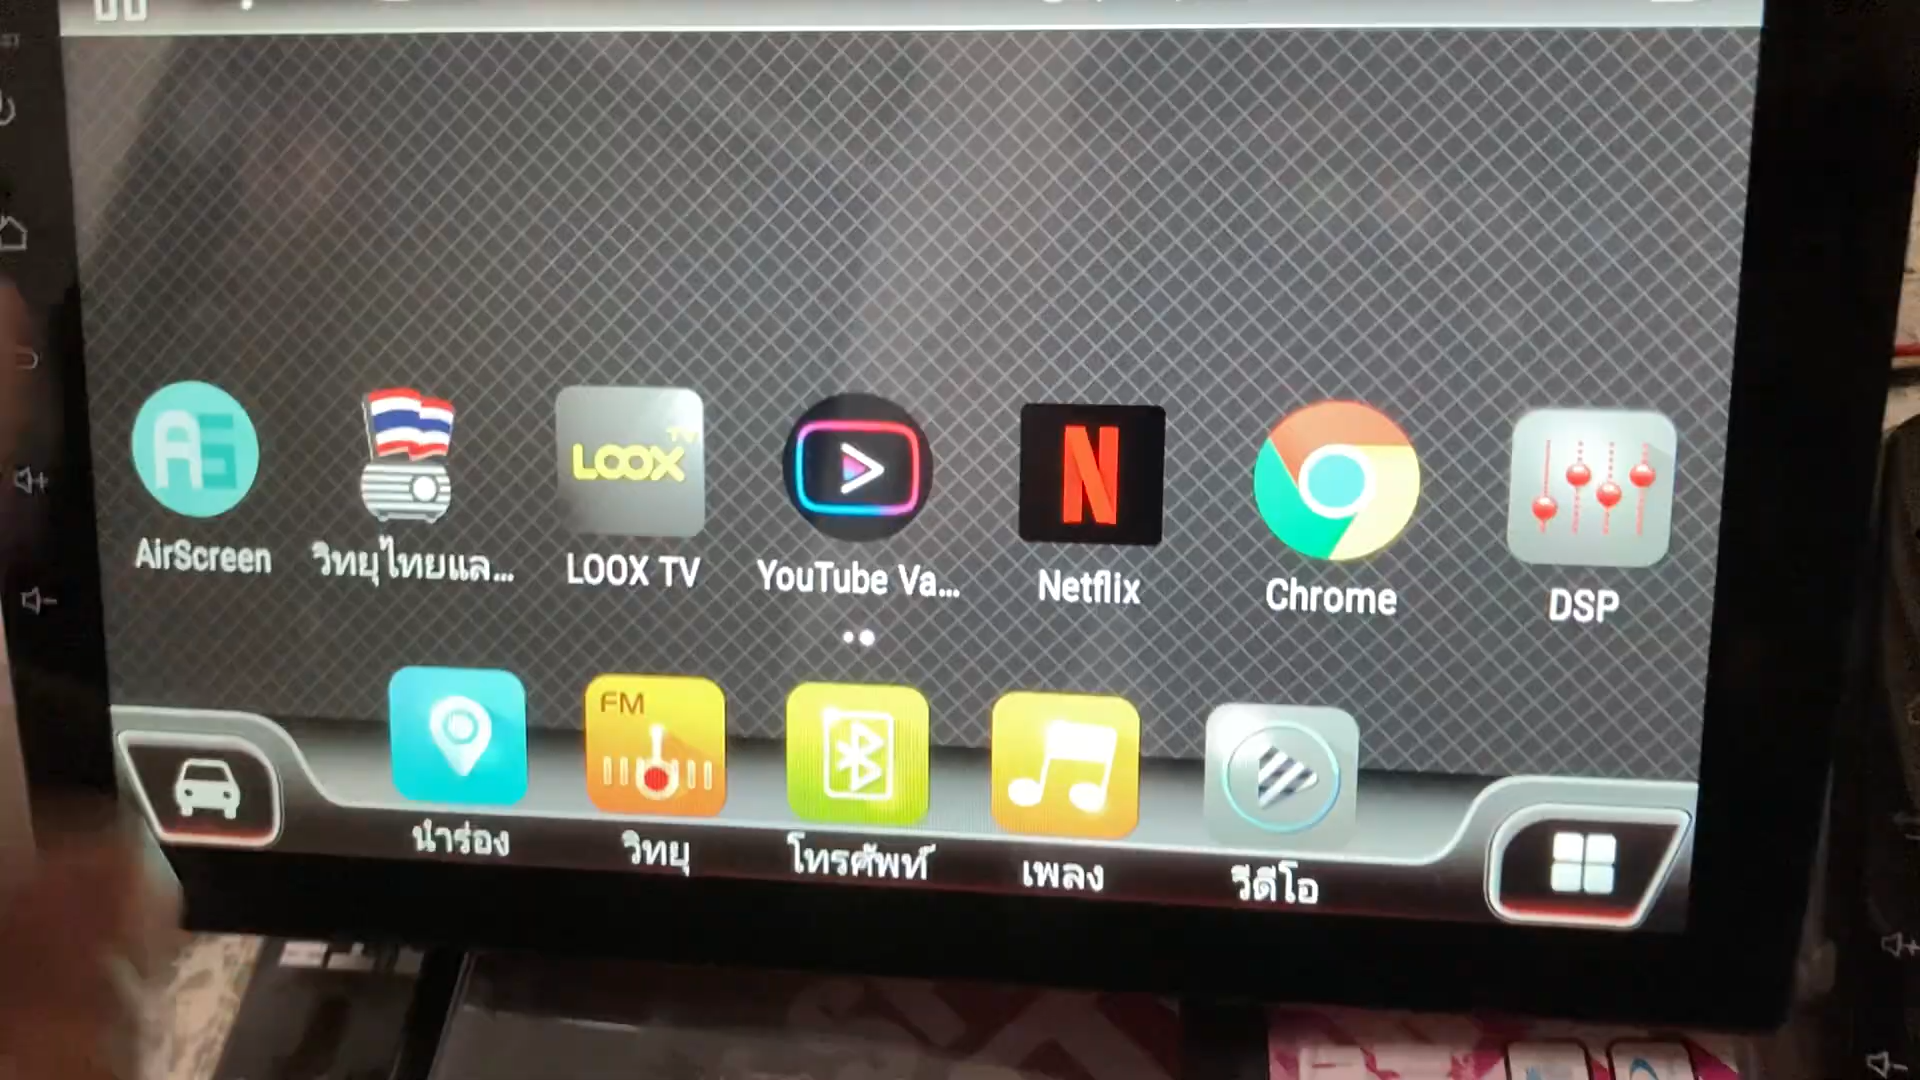 LOOX TV
AirScreen
วิทยุไทยแล...
LOOX TV
YouTube Va...
Netflix
Chrome
DSP
FM
นำร่อง
วิทยุ
โทรศัพท์
เพลง
วีดีโอ